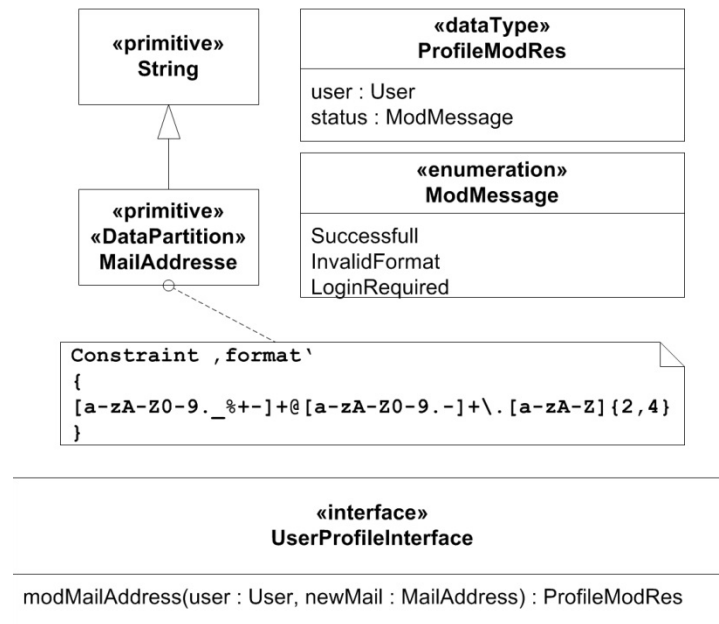 «primitive»
String
«dataType»
ProfileModRes
user : User
status : ModMessage
«primitive»
«DataPartition»
MailAddresse
«enumeration»
ModMessage
Successfull
InvalidFormat
LoginRequired
Constraint ‚format‘
{
[a-zA-Z0-9._%+-]+@[a-zA-Z0-9.-]+\.[a-zA-Z]{2,4}
}
«interface»
UserProfileInterface
modMailAddress(user : User, newMail : MailAddress) : ProfileModRes